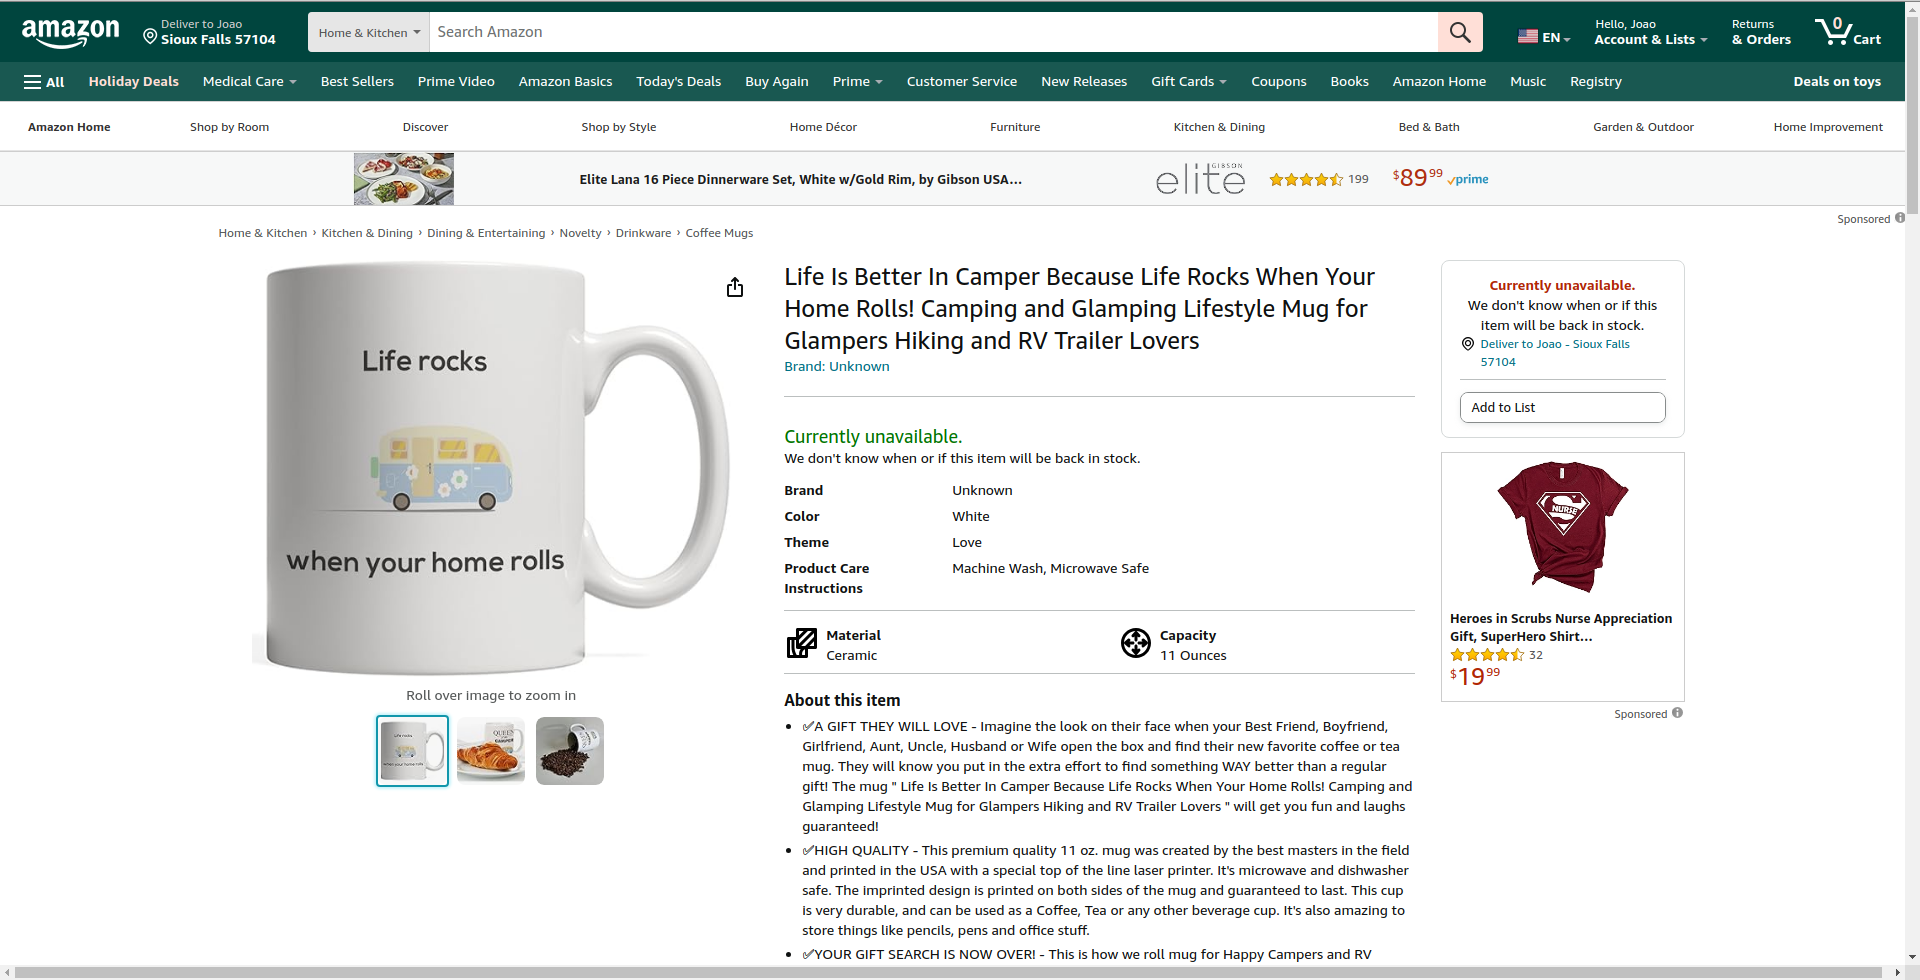 amazon
Deliver to Joao
Sioux Falls 57104
Home & Kitchen
Search Amazon
EN
Hello, Joao
Account & Lists
Returns
& Orders
0
Cart
All
Holiday Deals
Medical Care
Best Sellers
Prime Video
Amazon Basics
Today's Deals
Buy Again
Prime
Customer Service
New Releases
Gift Cards
Coupons
Books
Amazon Home
Music
Registry
Deals on toys
Amazon Home
Shop by Room
Discover
Shop by Style
Home Décor
Furniture
Kitchen & Dining
Bed & Bath
Garden & Outdoor
Home Improvement
Elite Lana 16 Piece Dinnerware Set, White w/Gold Rim, by Gibson USA...
GIBSON
elite
199
$89.99
prime
Sponsored
Home & Kitchen › Kitchen & Dining › Dining & Entertaining › Novelty › Drinkware › Coffee Mugs
Life rocks
when your home rolls
Roll over image to zoom in
Life Is Better In Camper Because Life Rocks When Your
Home Rolls! Camping and Glamping Lifestyle Mug for
Glampers Hiking and RV Trailer Lovers
Brand: Unknown
Currently unavailable.
We don't know when or if this item will be back in stock.
Brand Unknown
Color White
Theme Love
Product Care Machine Wash, Microwave Safe
Instructions
Material
Ceramic
Capacity
11 Ounces
About this item
• ✅A GIFT THEY WILL LOVE - Imagine the look on their face when your Best Friend, Boyfriend,
Girlfriend, Aunt, Uncle, Husband or Wife open the box and find their new favorite coffee or tea
mug. They will know you put in the extra effort to find something WAY better than a regular
gift! The mug " Life Is Better In Camper Because Life Rocks When Your Home Rolls! Camping and
Glamping Lifestyle Mug for Glampers Hiking and RV Trailer Lovers " will get you fun and laughs
guaranteed!
• ✅HIGH QUALITY - This premium quality 11 oz. mug was created by the best masters in the field
and printed in the USA with a special top of the line laser printer. It's microwave and dishwasher
safe. The imprinted design is printed on both sides of the mug and guaranteed to last. This cup
is very durable, and can be used as a Coffee, Tea or any other beverage cup. It's also amazing to
store things like pencils, pens and office stuff.
• ✅YOUR GIFT SEARCH IS NOW OVER! - This is how we roll mug for Happy Campers and RV
Currently unavailable.
We don't know when or if this
item will be back in stock.
Deliver to Joao - Sioux Falls
57104
Add to List
NURSE
Heroes in Scrubs Nurse Appreciation
Gift, SuperHero Shirt...
32
$19.99
Sponsored